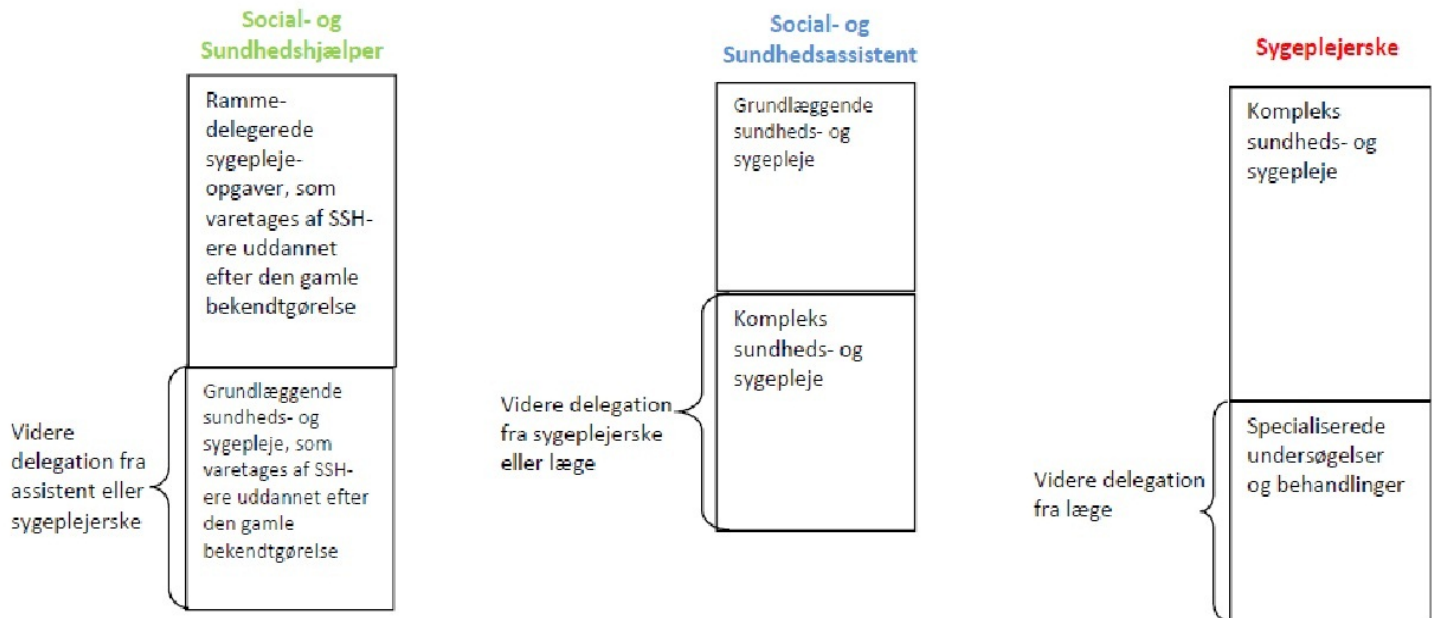 Social- og
Sundhedshjælper
Ramme-
delegerede
sygepleje-
opgaver, som
varetages af SSH-
ere uddannet
efter den gamle
bekendtgørelse
Grundlæggende
sundheds- og
sygepleje, som
varetages af SSH-
ere uddannet efter
den gamle
bekendtgørelse
Videre
delegation fra
assistent eller
sygeplejerske
Social- og
Sundhedsassistent
Grundlæggende
sundheds- og
sygepleje
Kompleks
sundheds- og
sygepleje
Videre delegation
fra sygeplejerske
eller læge
Sygeplejerske
Kompleks
sundheds- og
sygepleje
Specialiserede
undersøgelser
og behandlinger
Videre delegation
fra læge